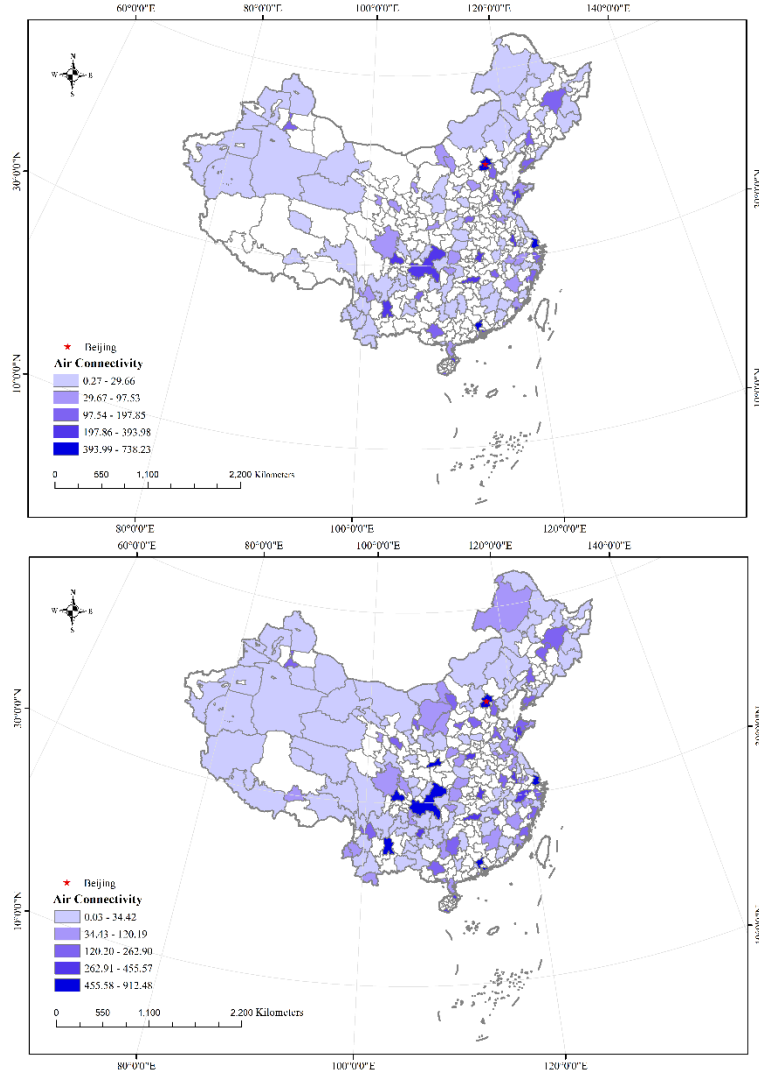 60°0'0"E 80°0'0"E 100°0'0"E 120°0'0"E 140°0'0"E
N
W E
S
30°0'0"N
10°0'0"N
Beijing
Air Connectivity
0.27 - 29.66
29.67 - 97.53
97.54 - 197.85
197.86 - 393.98
393.99 - 738.23
0 550 1,100 2,200 Kilometers
80°0'0"E 100°0'0"E 120°0'0"E
60°0'0"E 80°0'0"E 100°0'0"E 120°0'0"E 140°0'0"E
N
W E
S
30°0'0"N
10°0'0"N
Beijing
Air Connectivity
0.03 - 34.42
34.43 - 120.19
120.20 - 262.90
262.91 - 455.57
455.58 - 912.48
0 550 1,100 2,200 Kilometers
80°0'0"E 100°0'0"E 120°0'0"E